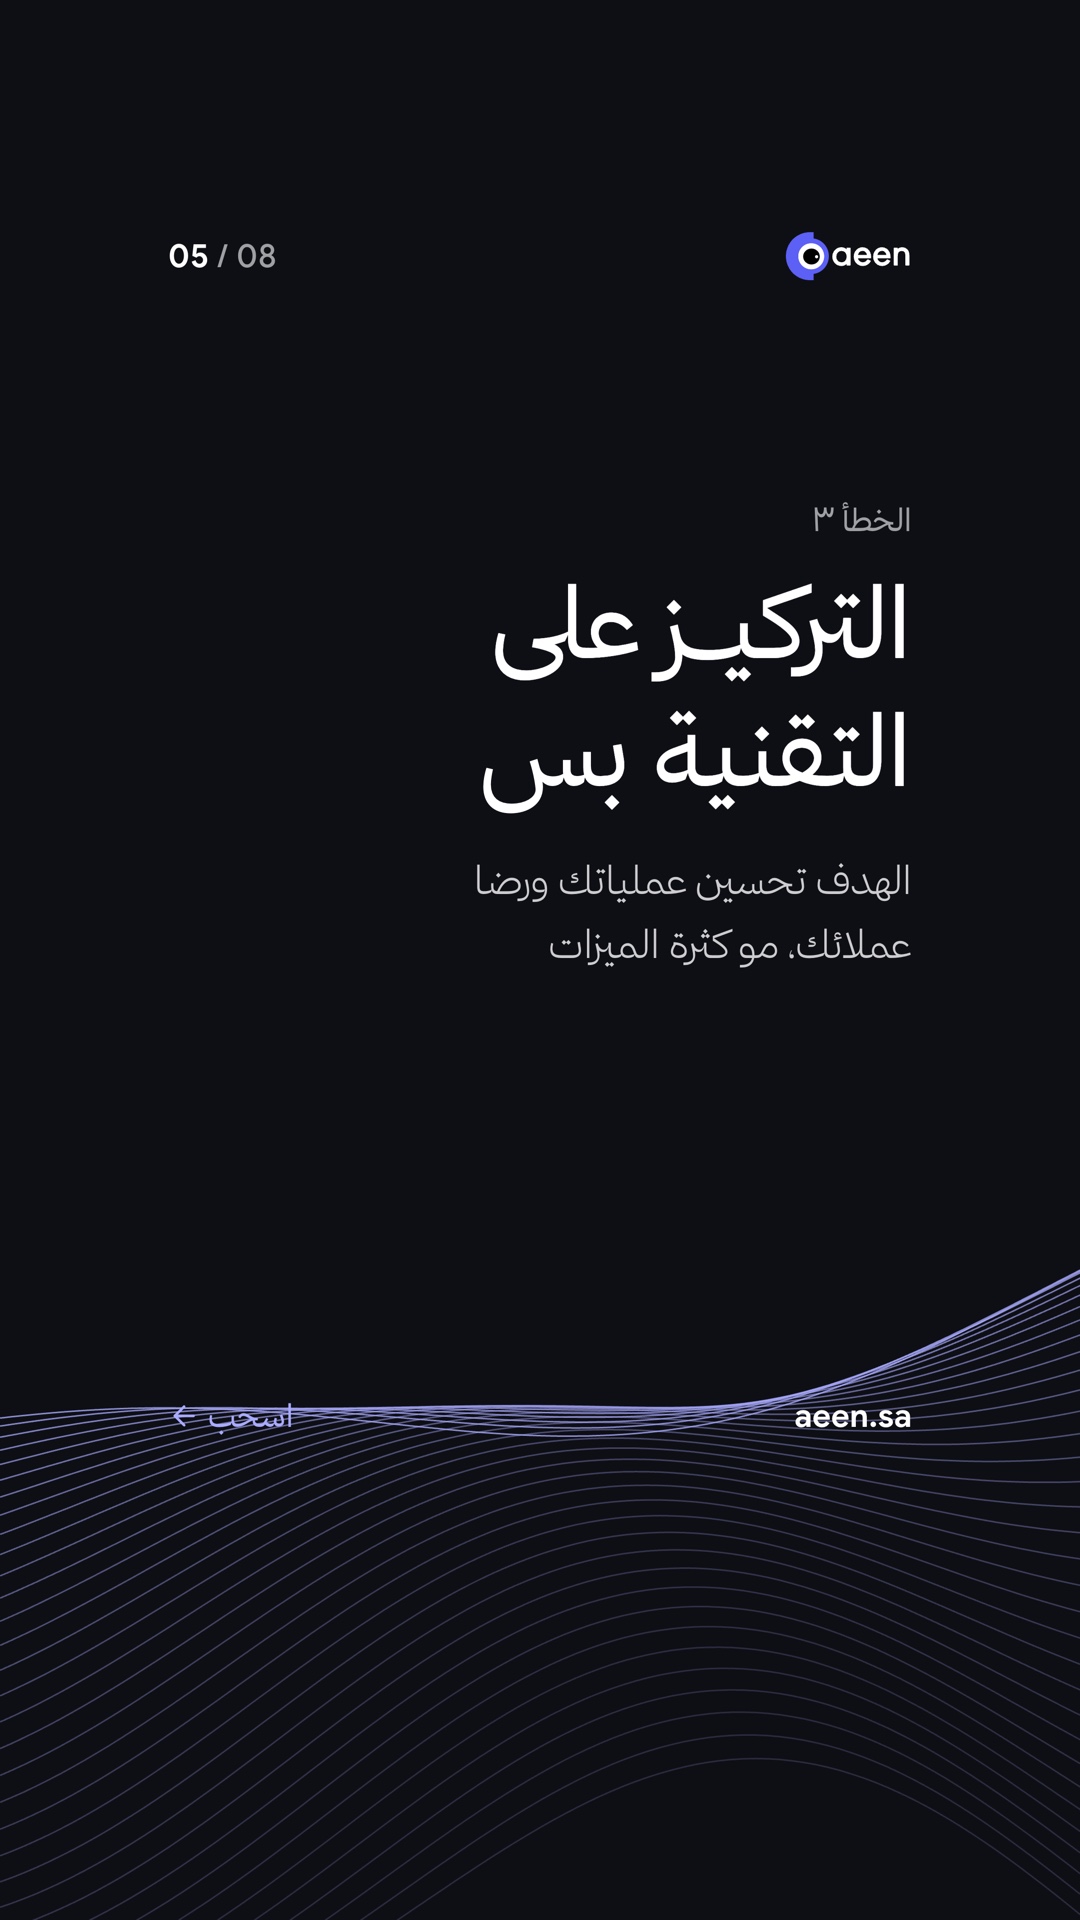 aeen
05 / 08
الخطأ ٣
التركيـز على
التقنية بس
الهدف تحسين عملياتك ورضا
عملائك، مو كثرة الميزات
aeen.sa
اسحب ←